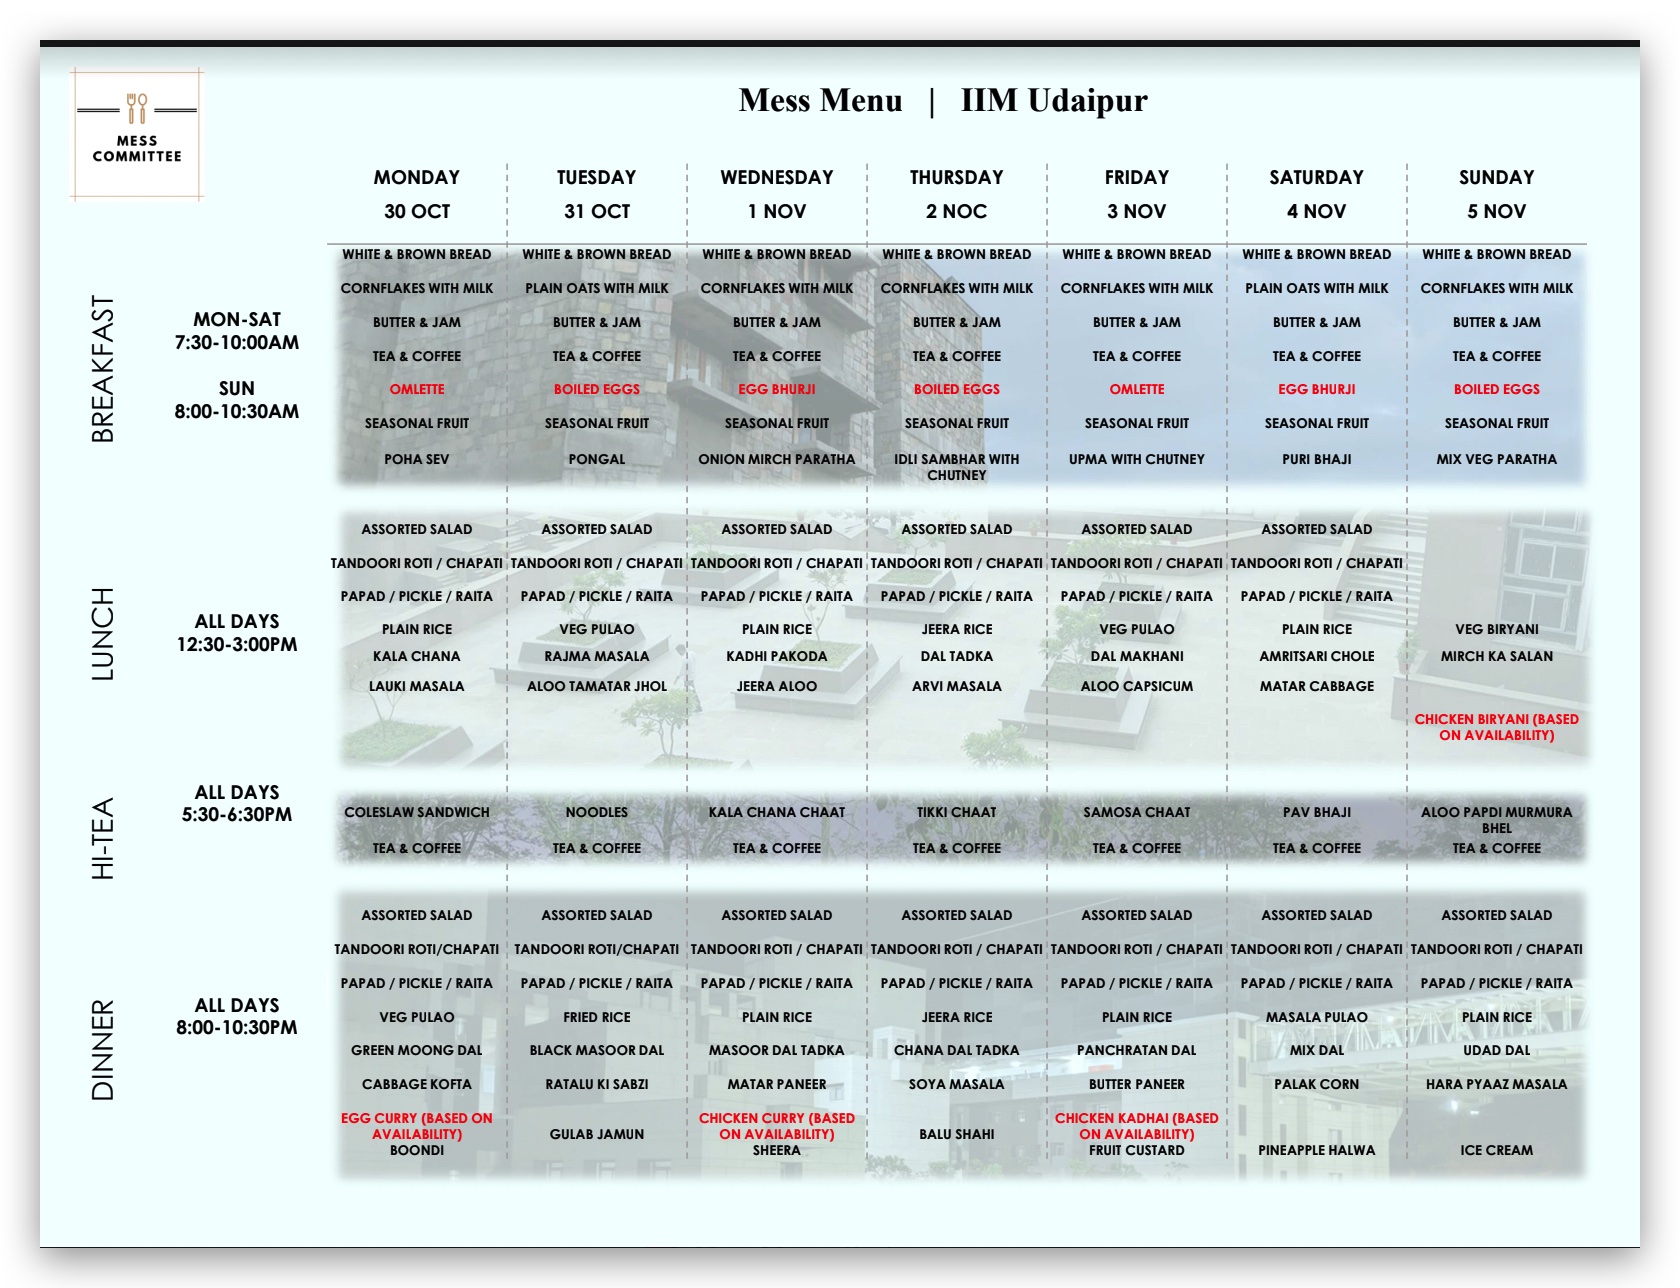 Mess Menu | IIM Udaipur
MESS
COMMITTEE
MONDAY TUESDAY WEDNESDAY THURSDAY FRIDAY SATURDAY SUNDAY
30 OCT 31 OCT 1 NOV 2 NOC 3 NOV 4 NOV 5 NOV
BREAKFAST
MON-SAT
7:30-10:00AM
SUN
8:00-10:30AM
WHITE & BROWN BREAD WHITE & BROWN BREAD WHITE & BROWN BREAD WHITE & BROWN BREAD WHITE & BROWN BREAD WHITE & BROWN BREAD WHITE & BROWN BREAD
CORNFLAKES WITH MILK PLAIN OATS WITH MILK CORNFLAKES WITH MILK CORNFLAKES WITH MILK CORNFLAKES WITH MILK PLAIN OATS WITH MILK CORNFLAKES WITH MILK
BUTTER & JAM BUTTER & JAM BUTTER & JAM BUTTER & JAM BUTTER & JAM BUTTER & JAM BUTTER & JAM
TEA & COFFEE TEA & COFFEE TEA & COFFEE TEA & COFFEE TEA & COFFEE TEA & COFFEE TEA & COFFEE
OMLETTE BOILED EGGS EGG BHURJI BOILED EGGS OMLETTE EGG BHURJI BOILED EGGS
SEASONAL FRUIT SEASONAL FRUIT SEASONAL FRUIT SEASONAL FRUIT SEASONAL FRUIT SEASONAL FRUIT SEASONAL FRUIT
POHA SEV PONGAL ONION MIRCH PARATHA IDLI SAMBHAR WITH UPMA WITH CHUTNEY PURI BHAJI MIX VEG PARATHA
CHUTNEY
LUNCH
ALL DAYS
12:30-3:00PM
ASSORTED SALAD ASSORTED SALAD ASSORTED SALAD ASSORTED SALAD ASSORTED SALAD ASSORTED SALAD
TANDOORI ROTI / CHAPATI TANDOORI ROTI / CHAPATI TANDOORI ROTI / CHAPATI TANDOORI ROTI / CHAPATI TANDOORI ROTI / CHAPATI TANDOORI ROTI / CHAPATI
PAPAD / PICKLE / RAITA PAPAD / PICKLE / RAITA PAPAD / PICKLE / RAITA PAPAD / PICKLE / RAITA PAPAD / PICKLE / RAITA PAPAD / PICKLE / RAITA
PLAIN RICE VEG PULAO PLAIN RICE JEERA RICE VEG PULAO PLAIN RICE VEG BIRYANI
KALA CHANA RAJMA MASALA KADHI PAKODA DAL TADKA DAL MAKHANI AMRITSARI CHOLE MIRCH KA SALAN
LAUKI MASALA ALOO TAMATAR JHOL JEERA ALOO ARVI MASALA ALOO CAPSICUM MATAR CABBAGE
CHICKEN BIRYANI (BASED
ON AVAILABILITY)
HI-TEA
ALL DAYS
5:30-6:30PM
COLESLAW SANDWICH NOODLES KALA CHANA CHAAT TIKKI CHAAT SAMOSA CHAAT PAV BHAJI ALOO PAPDI MURMURA
BHEL
TEA & COFFEE TEA & COFFEE TEA & COFFEE TEA & COFFEE TEA & COFFEE TEA & COFFEE TEA & COFFEE
DINNER
ALL DAYS
8:00-10:30PM
ASSORTED SALAD ASSORTED SALAD ASSORTED SALAD ASSORTED SALAD ASSORTED SALAD ASSORTED SALAD ASSORTED SALAD
TANDOORI ROTI/CHAPATI TANDOORI ROTI/CHAPATI TANDOORI ROTI / CHAPATI TANDOORI ROTI / CHAPATI TANDOORI ROTI / CHAPATI TANDOORI ROTI / CHAPATI TANDOORI ROTI / CHAPATI
PAPAD / PICKLE / RAITA PAPAD / PICKLE / RAITA PAPAD / PICKLE / RAITA PAPAD / PICKLE / RAITA PAPAD / PICKLE / RAITA PAPAD / PICKLE / RAITA PAPAD / PICKLE / RAITA
VEG PULAO FRIED RICE PLAIN RICE JEERA RICE PLAIN RICE MASALA PULAO PLAIN RICE
GREEN MOONG DAL BLACK MASOOR DAL MASOOR DAL TADKA CHANA DAL TADKA PANCHRATAN DAL MIX DAL UDAD DAL
CABBAGE KOFTA RATALU KI SABZI MATAR PANEER SOYA MASALA BUTTER PANEER PALAK CORN HARA PYAAZ MASALA
EGG CURRY (BASED ON CHICKEN CURRY (BASED CHICKEN KADHAI (BASED
AVAILABILITY) GULAB JAMUN ON AVAILABILITY) BALU SHAHI ON AVAILABILITY)
BOONDI SHEERA FRUIT CUSTARD PINEAPPLE HALWA ICE CREAM